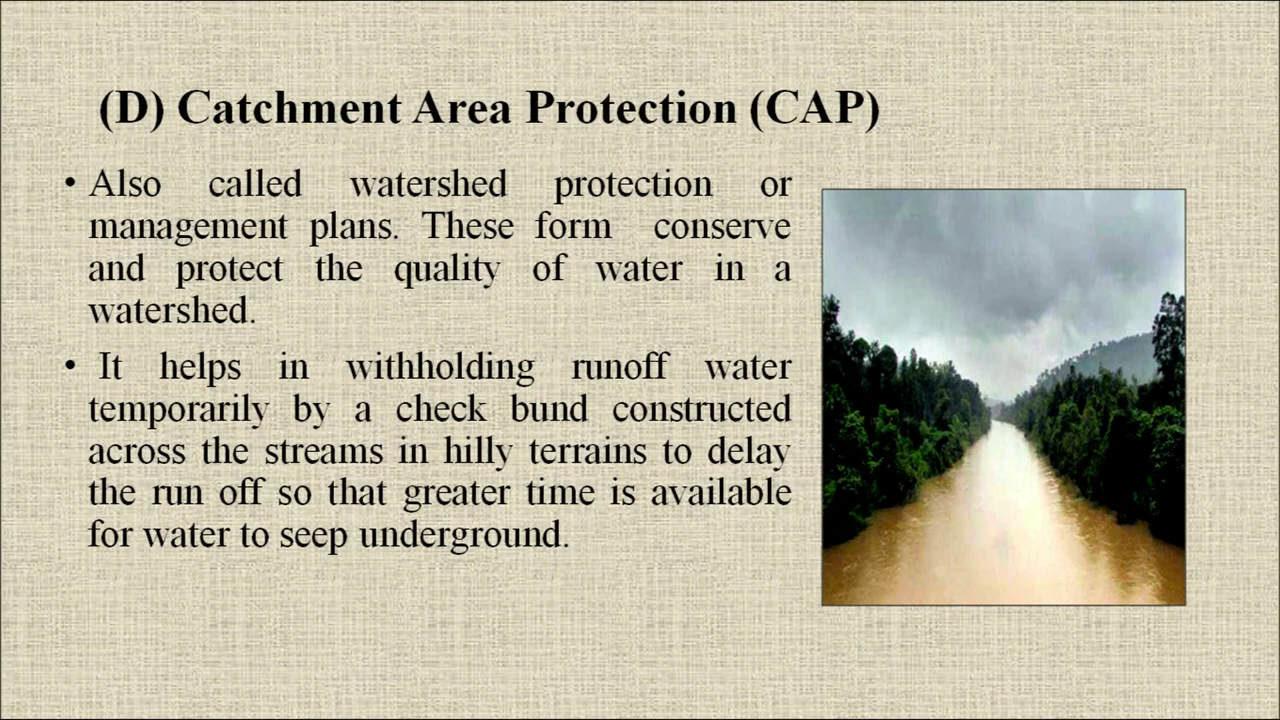 (D) Catchment Area Protection (CAP)
• Also called watershed protection or
management plans. These form conserve
and protect the quality of water in a
watershed.
• It helps in withholding runoff water
temporarily by a check bund constructed
across the streams in hilly terrains to delay
the run off so that greater time is available
for water to seep underground.